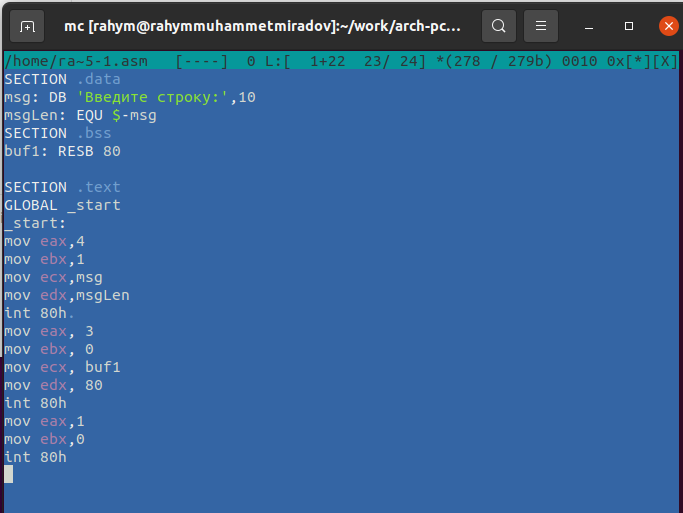 mc [rahym@rahymmuhammetmiradov]:~/work/arch-pc...
/home/ra~5-1.asm   [----]  0 L:[  1+22  23/ 24] *(278 / 279b) 0010 0x[*][X]
SECTION .data
msg: DB 'Введите строку:',10
msgLen: EQU $-msg
SECTION .bss
buf1: RESB 80
SECTION .text
GLOBAL _start
_start:
mov eax,4
mov ebx,1
mov ecx,msg
mov edx,msgLen
int 80h.
mov eax, 3
mov ebx, 0
mov ecx, buf1
mov edx, 80
int 80h
mov eax,1
mov ebx,0
int 80h